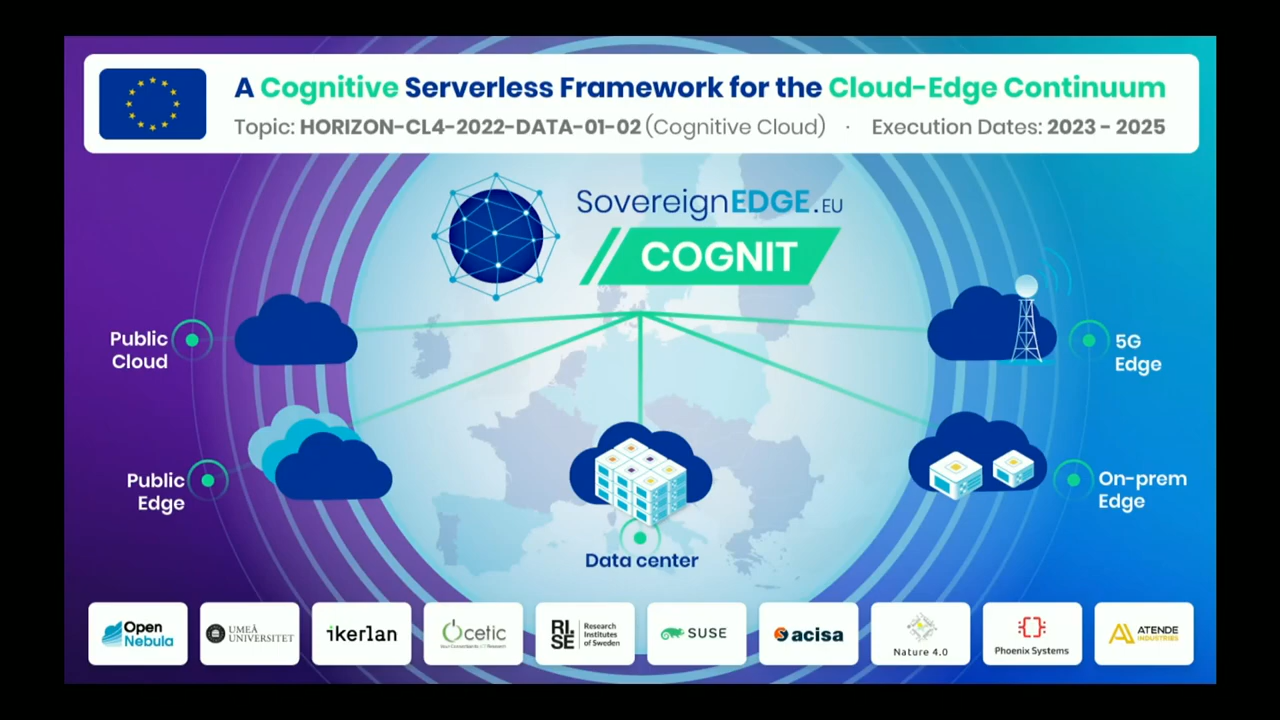 A Cognitive Serverless Framework for the Cloud-Edge Continuum
Topic: HORIZON-CL4-2022-DATA-01-02 (Cognitive Cloud) · Execution Dates: 2023 - 2025
SovereignEDGE.EU
COGNIT
Public
Cloud
5G
Edge
Public
Edge
On-prem
Edge
Data center
Open
Nebula
UMEÅ
UNIVERSITET
ikerlan
cetic
RI.
SE
Research
Institutes
of Sweden
SUSE
acisa
Nature 4.0
Phoenix Systems
ATENDE
INDUSTRIES